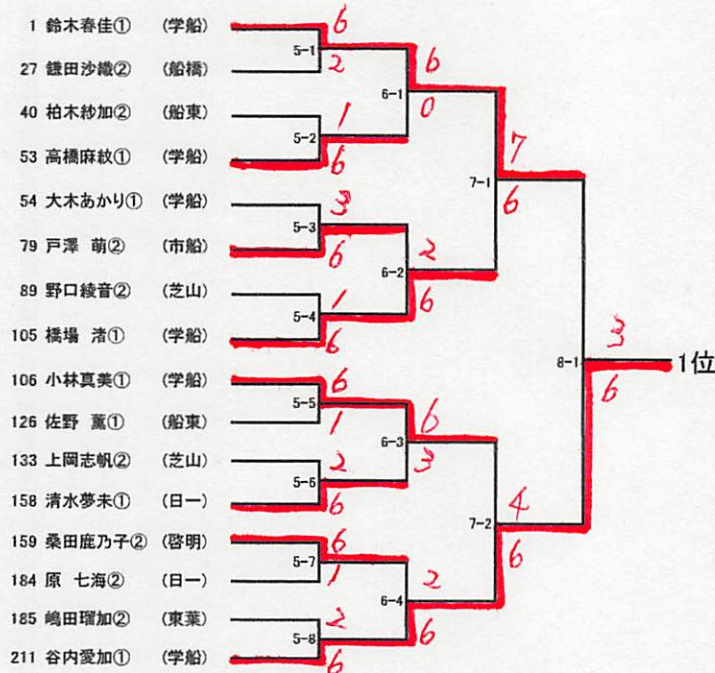 1 鈴木春佳① (学船) 6
5-1 6
27 鎌田沙織② (船橋) 2
6-1 0
40 柏木紗加② (船東) 1
5-2 7
53 高橋麻紋① (学船) 6
7-1 6
54 大木あかり① (学船) 3
5-3
79 戸澤 萌② (市船) 6 2
6-2 6
89 野口綾音② (芝山) 1
5-4
105 橋場 渚① (学船) 6
8-1 3 6 1位
106 小林真美① (学船) 6
5-5 6
126 佐野 薫① (船東) 1
6-3 3
133 上岡志帆② (芝山) 2
5-6
158 清水夢未① (日一) 6 4
7-2 6
159 桑田鹿乃子② (啓明) 6
5-7
184 原 七海② (日一) 1 2
6-4 6
185 嶋田瑠加② (東葉) 2
5-8
211 谷内愛加① (学船) 6